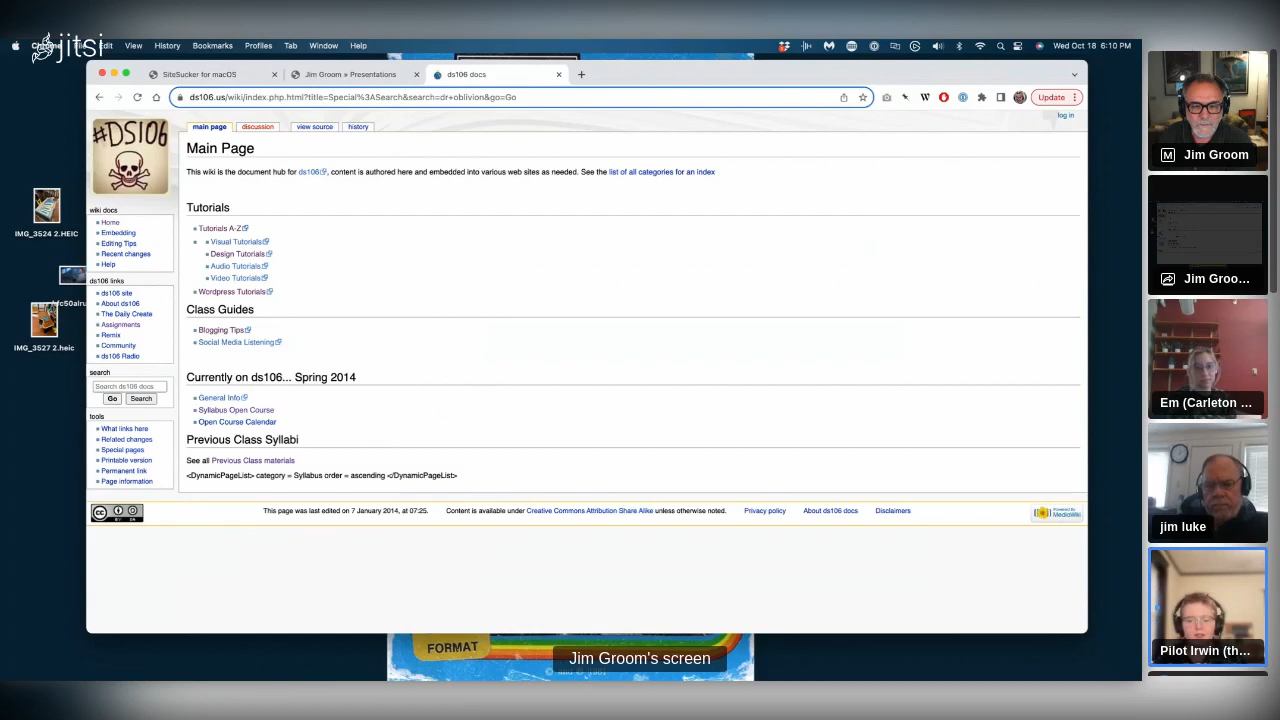 jitsi
View History Bookmarks Profiles Tab Window Help
Wed Oct 18 6:10 PM
SiteSucker for macOS
Jim Groom » Presentations
ds106 docs
ds106.us/wiki/index.php.html?title=Special%3ASearch&search=dr+oblivion&go=Go
Update
#DS106
main page
discussion
view source
history
log in
Main Page
This wiki is the document hub for ds106, content is authored here and embedded into various web sites as needed. See the list of all categories for an index
Tutorials
Tutorials A-Z
Visual Tutorials
Design Tutorials
Audio Tutorials
Video Tutorials
Wordpress Tutorials
Class Guides
Blogging Tips
Social Media Listening
Currently on ds106... Spring 2014
General Info
Syllabus Open Course
Open Course Calendar
Previous Class Syllabi
See all Previous Class materials
<DynamicPageList> category = Syllabus order = ascending </DynamicPageList>
wiki docs
Home
Embedding
Editing Tips
Recent changes
Help
ds106 links
ds106 site
About ds106
The Daily Create
Assignments
Remix
Community
ds106 Radio
search
Search ds106 docs
Go
Search
tools
What links here
Related changes
Special pages
Printable version
Permanent link
Page information
This page was last edited on 7 January 2014, at 07:25.
Content is available under Creative Commons Attribution Share Alike unless otherwise noted.
Privacy policy
About ds106 docs
Disclaimers
Powered By MediaWiki
IMG_3524 2.HEIC
IMG_3527 2.heic
FORMAT
Jim Groom's screen
Jim Groom
Jim Groo...
Em (Carleton ...
jim luke
Pilot Irwin (th...